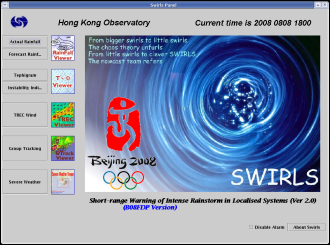 Swirls Panel
Hong Kong Observatory
Current time is 2008 0808 1800
Actual Rainfall
RainFall Viewer
Forecast Rainf...
Tephigram
T - Φ Viewer
Instability Indi...
TREC Wind
TREC Viewer
Group Tracking
GTrack Viewer
Severe Weather
From bigger swirls to little swirls
The chaos theory unfurls
From little swirls to clever SWIRLS
The nowcast team refers
Beijing 2008
SWIRLS
Short-range Warning of Intense Rainstorm in Localised Systems (Ver 2.0)
(B08FDP Version)
Disable Alarm
About Swirls